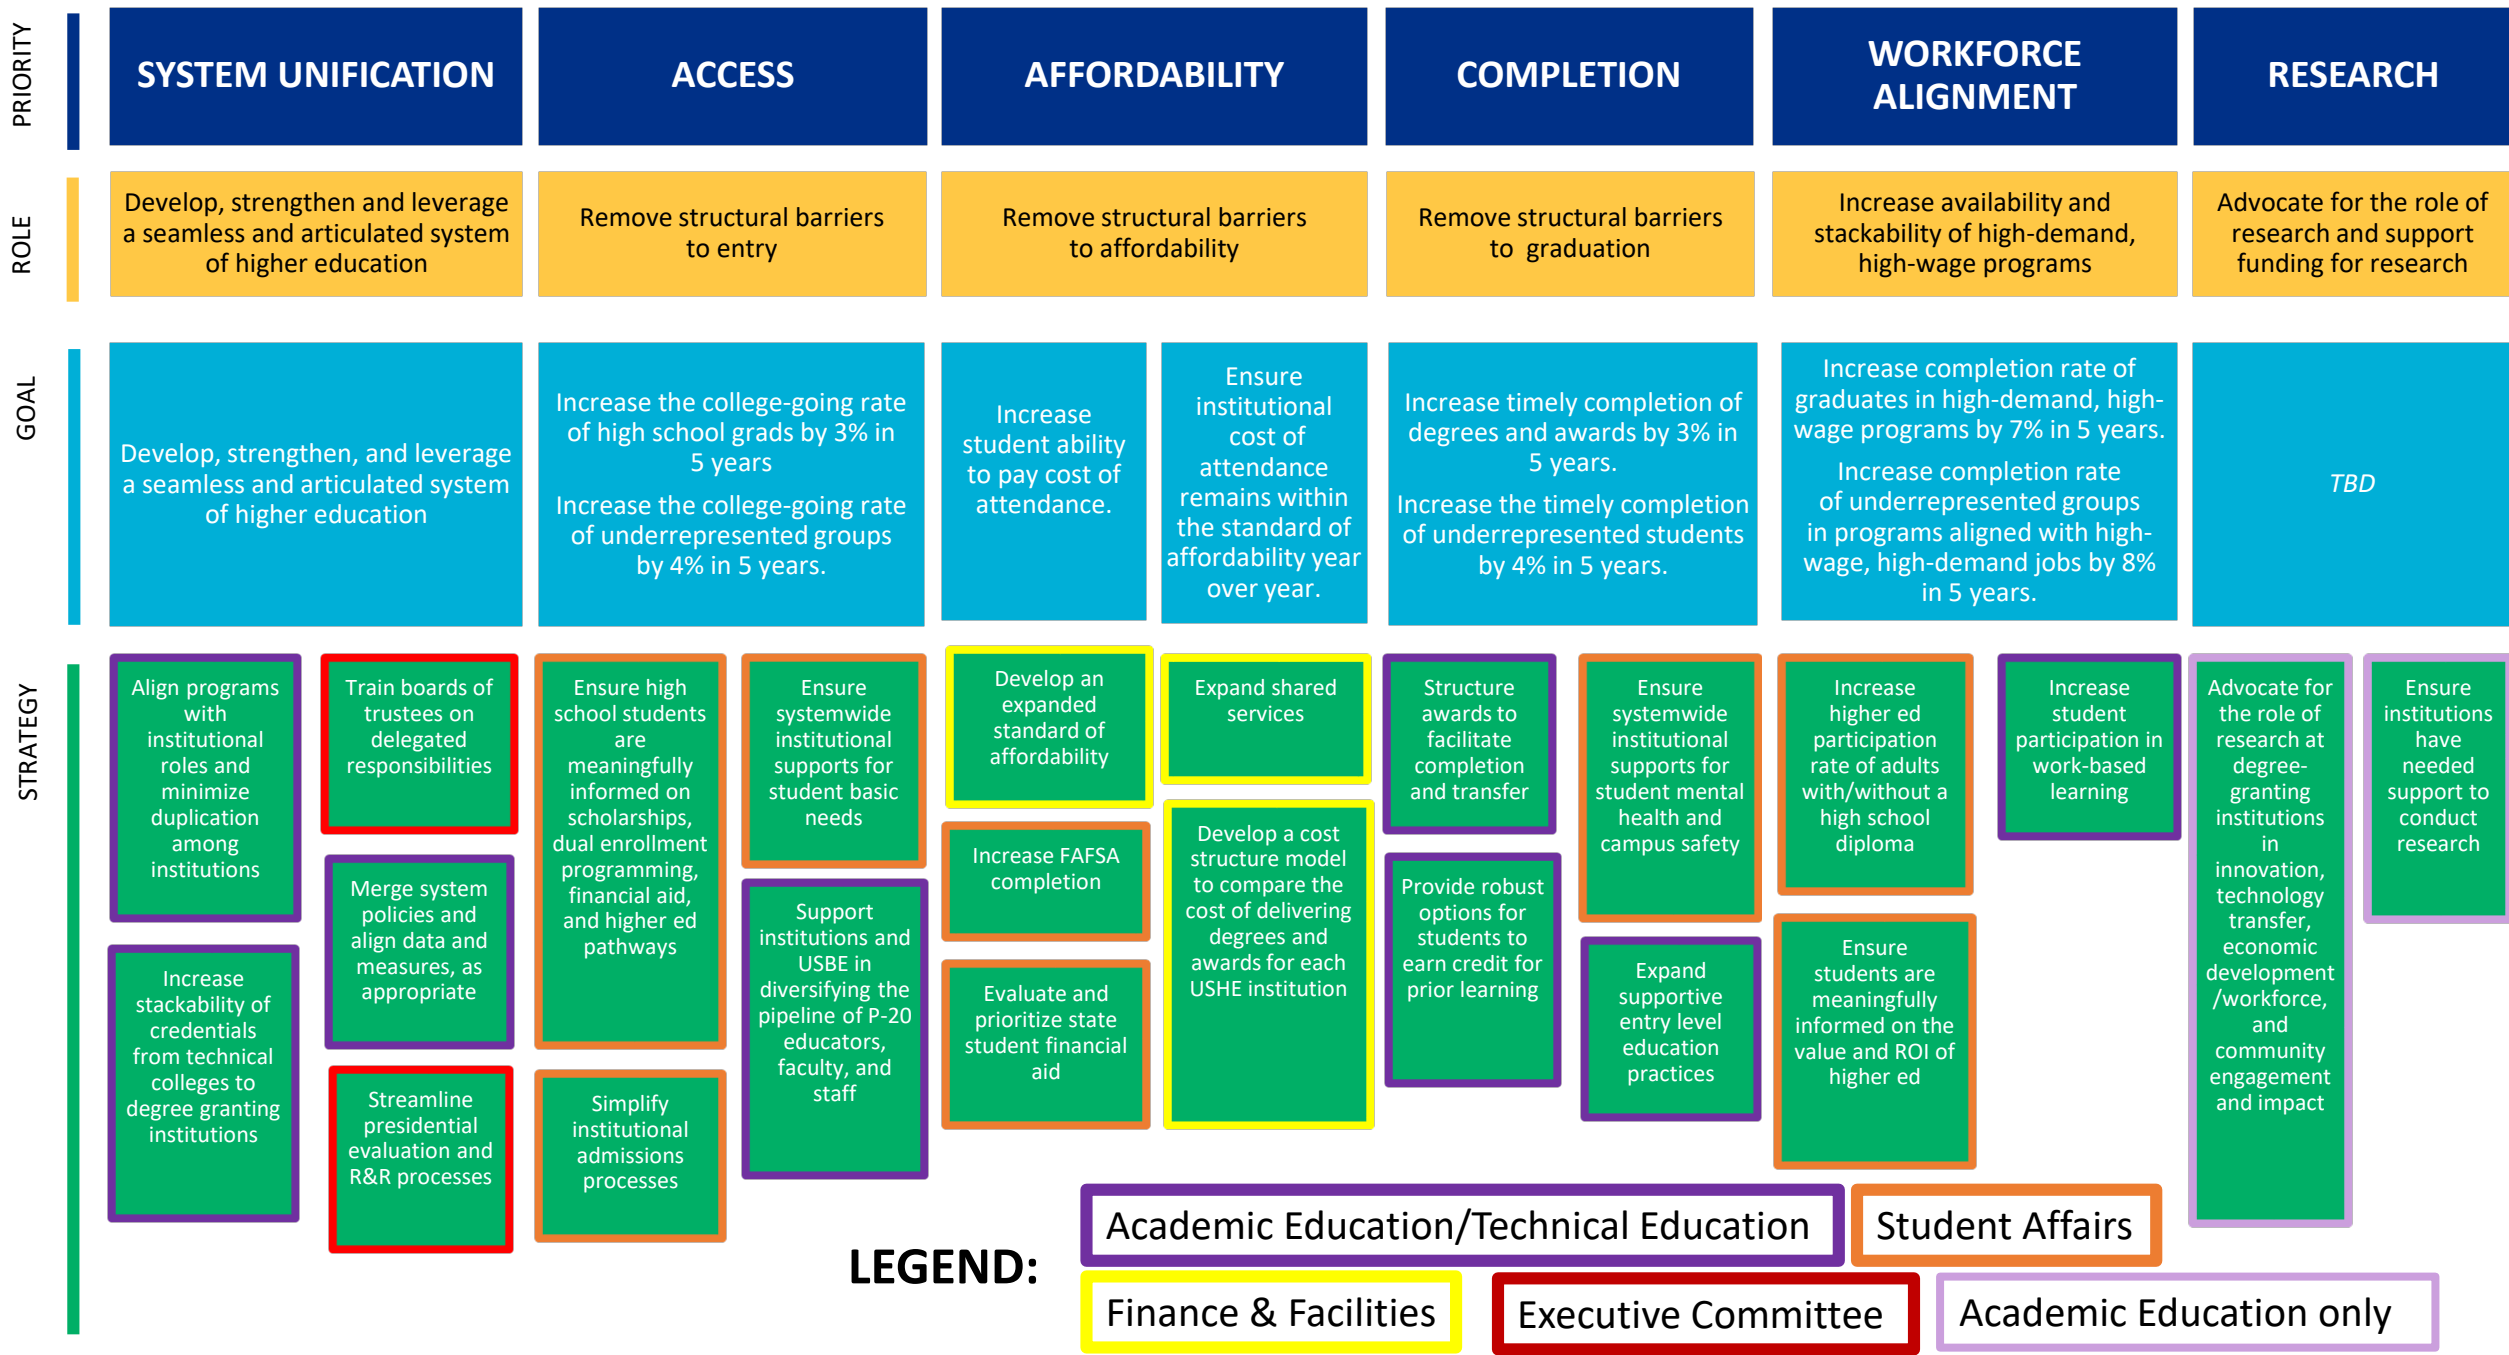 PRIORITY
SYSTEM UNIFICATION
ACCESS
AFFORDABILITY
COMPLETION
WORKFORCE
ALIGNMENT
RESEARCH
ROLE
Develop, strengthen and leverage
a seamless and articulated system
of higher education
Remove structural barriers
to entry
Remove structural barriers
to affordability
Remove structural barriers
to graduation
Increase availability and
stackability of high-demand,
high-wage programs
Advocate for the role of
research and support
funding for research
GOAL
Develop, strengthen, and leverage
a seamless and articulated system
of higher education
Increase the college-going rate
of high school grads by 3% in
5 years
Increase the college-going rate
of underrepresented groups
by 4% in 5 years.
Increase
student ability
to pay cost of
attendance.
Ensure
institutional
cost of
attendance
remains within
the standard of
affordability year
over year.
Increase timely completion of
degrees and awards by 3% in
5 years.
Increase the timely completion
of underrepresented students
by 4% in 5 years.
Increase completion rate of
graduates in high-demand, high-
wage programs by 7% in 5 years.
Increase completion rate
of underrepresented groups
in programs aligned with high-
wage, high-demand jobs by 8%
in 5 years.
TBD
STRATEGY
Align programs
with
institutional
roles and
minimize
duplication
among
institutions
Increase
stackability of
credentials
from technical
colleges to
degree granting
institutions
Train boards of
trustees on
delegated
responsibilities
Merge system
policies and
align data and
measures, as
appropriate
Streamline
presidential
evaluation and
R&R processes
Ensure high
school students
are
meaningfully
informed on
scholarships,
dual enrollment
programming,
financial aid,
and higher ed
pathways
Simplify
institutional
admissions
processes
Ensure
systemwide
institutional
supports for
student basic
needs
Support
institutions and
USBE in
diversifying the
pipeline of P-20
educators,
faculty, and
staff
Develop an
expanded
standard of
affordability
Increase FAFSA
completion
Evaluate and
prioritize state
student financial
aid
Expand shared
services
Develop a cost
structure model
to compare the
cost of delivering
degrees and
awards for each
USHE institution
Structure
awards to
facilitate
completion
and transfer
Provide robust
options for
students to
earn credit for
prior learning
Ensure
systemwide
institutional
supports for
student mental
health and
campus safety
Expand
supportive
entry level
education
practices
Increase
higher ed
participation
rate of adults
with/without a
high school
diploma
Ensure
students are
meaningfully
informed on the
value and ROI of
higher ed
Increase
student
participation in
work-based
learning
Advocate for
the role of
research at
degree-
granting
institutions
in
innovation,
technology
transfer,
economic
development
/workforce,
and
community
engagement
and impact
Ensure
institutions
have
needed
support to
conduct
research
LEGEND:
Academic Education/Technical Education
Student Affairs
Finance & Facilities
Executive Committee
Academic Education only